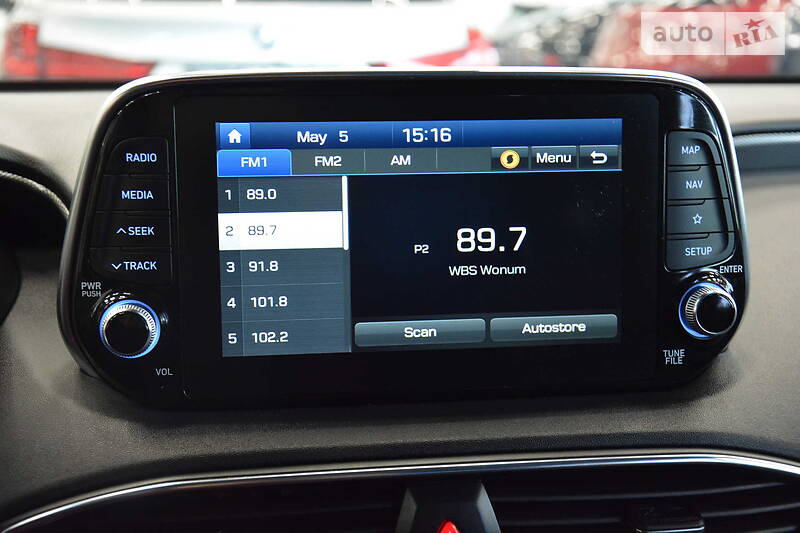 auto RIA
May 5 15:16
FM1 FM2 AM Menu
1 89.0
2 89.7
3 91.8
4 101.8
5 102.2
P2 89.7
WBS Wonum
Scan Autostore
RADIO
MEDIA
SEEK
TRACK
PWR
PUSH
VOL
MAP
NAV
SETUP
ENTER
TUNE
FILE